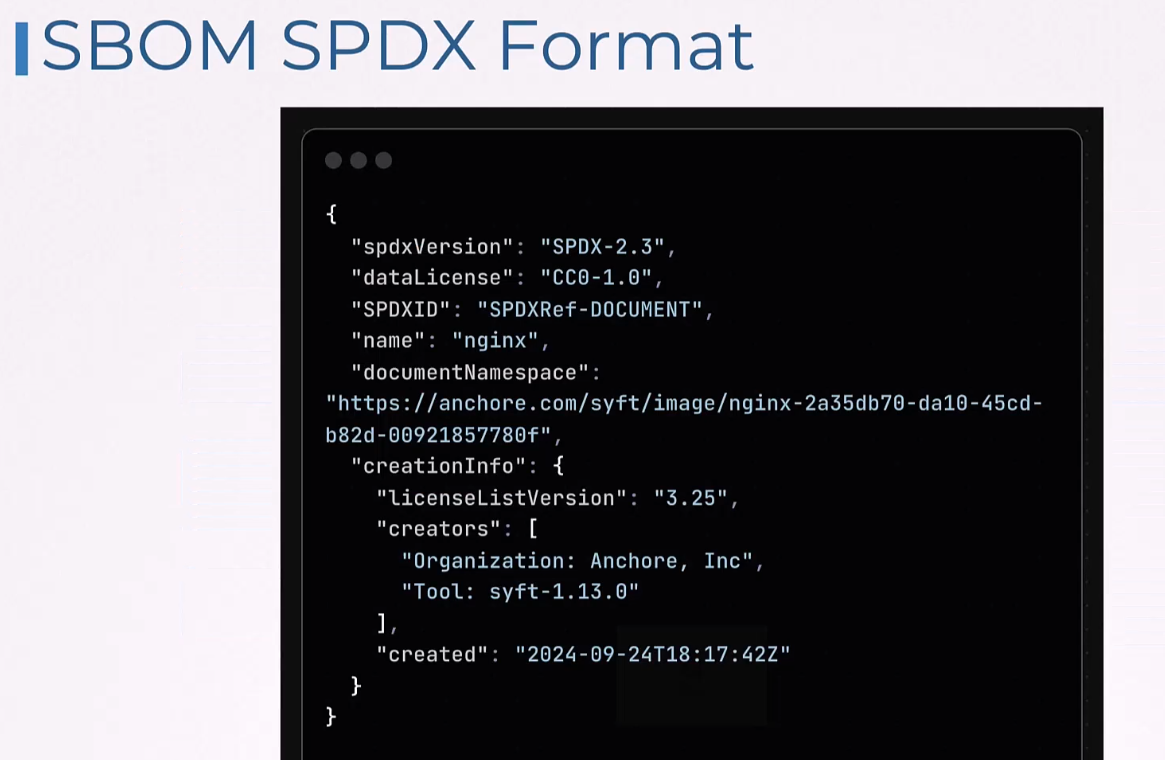 SBOM SPDX Format
{
"spdxVersion": "SPDX-2.3",
"dataLicense": "CC0-1.0",
"SPDXID": "SPDXRef-DOCUMENT",
"name": "nginx",
"documentNamespace":
"https://anchore.com/syft/image/nginx-2a35db70-da10-45cd-
b82d-00921857780f",
"creationInfo": {
"licenseListVersion": "3.25",
"creators": [
"Organization: Anchore, Inc",
"Tool: syft-1.13.0"
],
"created": "2024-09-24T18:17:42Z"
}
}